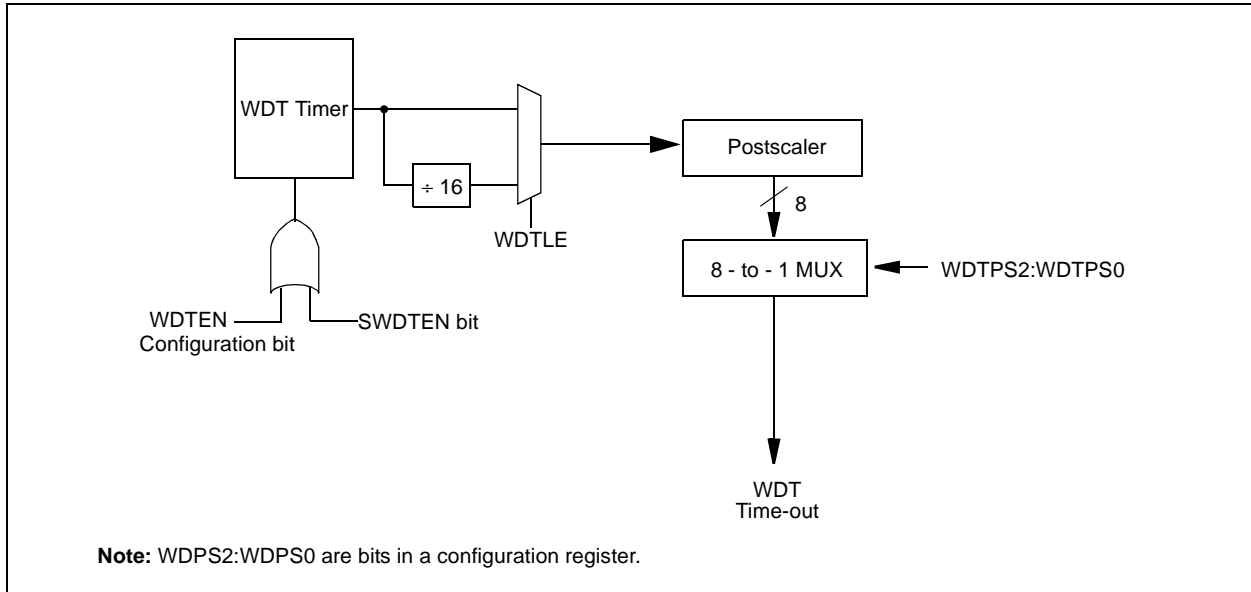 WDT Timer
÷ 16
WDTLE
Postscaler
8
8 - to - 1 MUX
WDTPS2:WDTPS0
WDTEN
Configuration bit
SWDTEN bit
WDT
Time-out
Note: WDPS2:WDPS0 are bits in a configuration register.